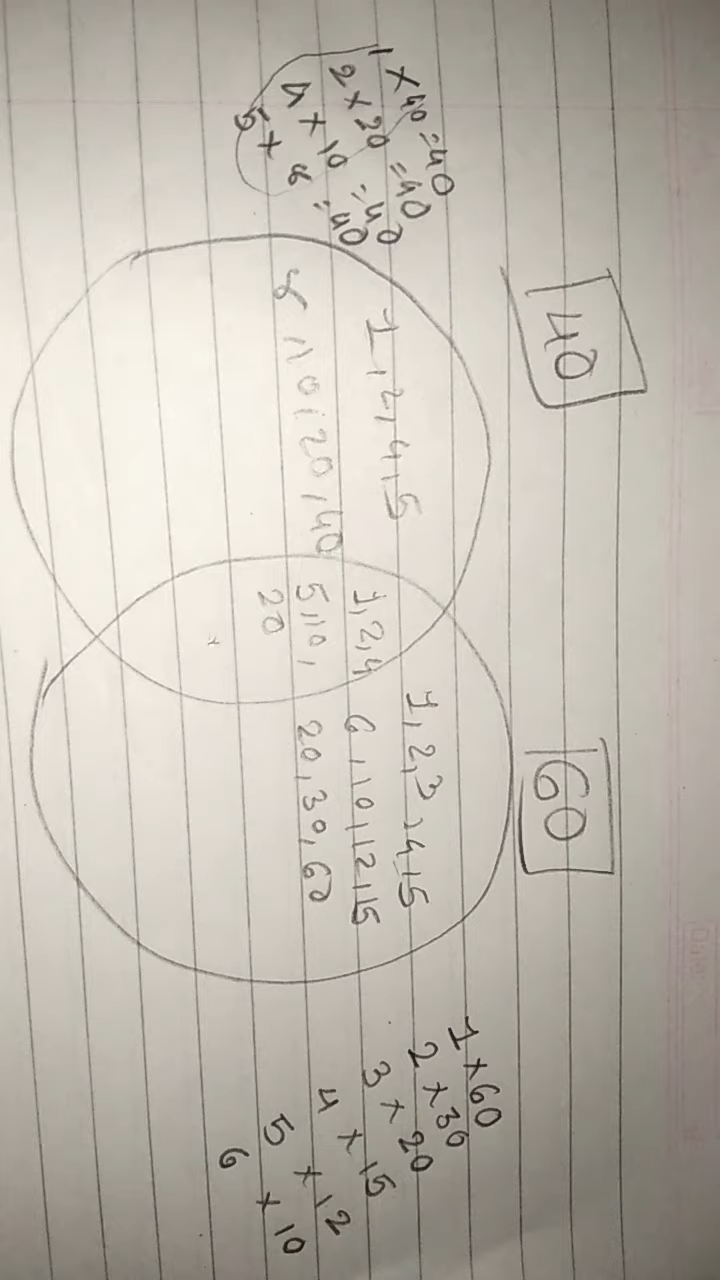 40
60
1 × 40 = 40
2 × 20 = 40
4 × 10 = 40
5 × 8 = 40
1, 2, 4, 5
8, 10, 20, 40
1, 2, 4
5, 10,
20
1, 2, 3, 4, 5
6, 10, 12, 15
20, 30, 60
1 × 60
2 × 30
3 × 20
4 × 15
5 × 12
6 × 10